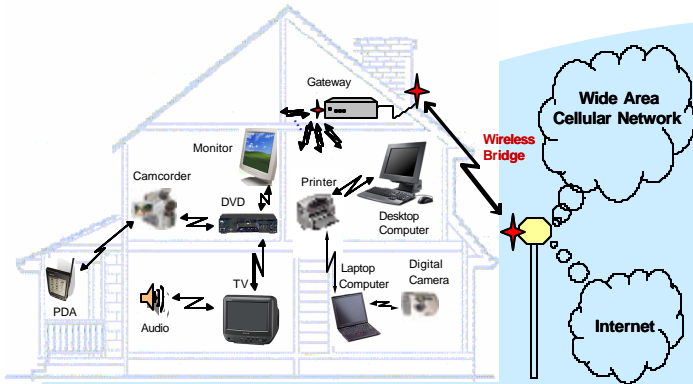 Gateway
Wide Area
Cellular Network
Wireless
Bridge
Monitor
Camcorder
DVD
Printer
Desktop
Computer
PDA
Audio
TV
Laptop
Computer
Digital
Camera
Internet